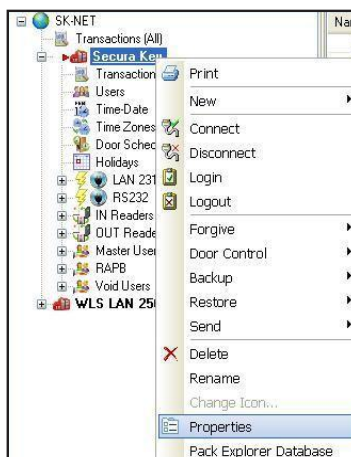 SK-NET
Transactions (All)
Secura Key
Transaction
Users
Time-Date
Time Zones
Door Sched
Holidays
LAN 231
RS232
IN Readers
OUT Reade
Master User
RAPB
Void Users
WLS LAN 250
Na
Print
New
Connect
Disconnect
Login
Logout
Forgive
Door Control
Backup
Restore
Send
Delete
Rename
Change Icon...
Properties
Pack Explorer Database